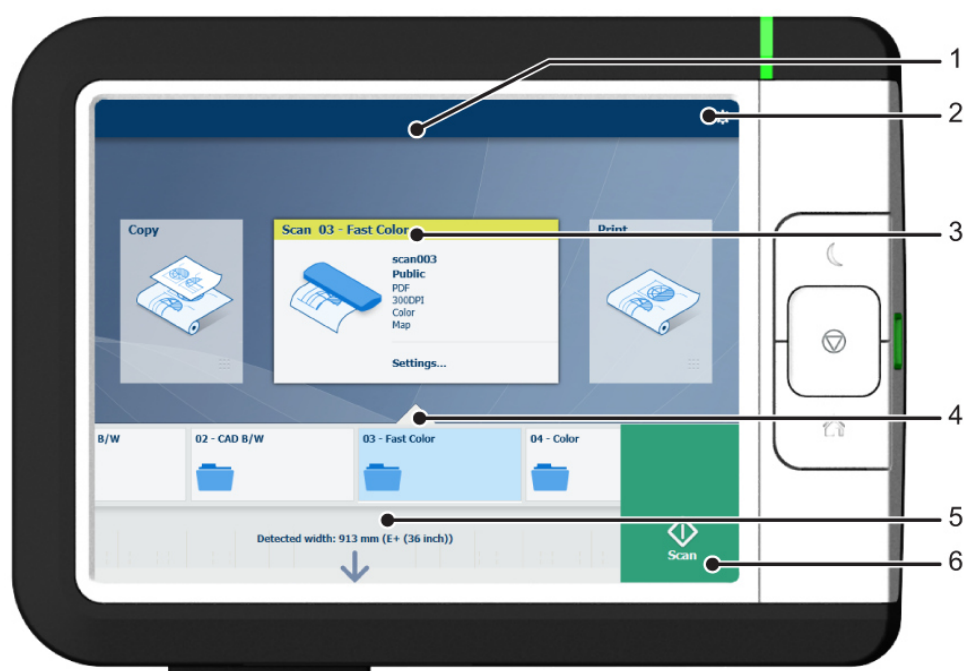 1
2
Copy
Scan 03 - Fast Color
Print
3
scan003
Public
PDF
300DPI
Color
Map
Settings...
4
B/W
02 - CAD B/W
03 - Fast Color
04 - Color
Detected width: 913 mm (E+ (36 inch))
5
Scan
6